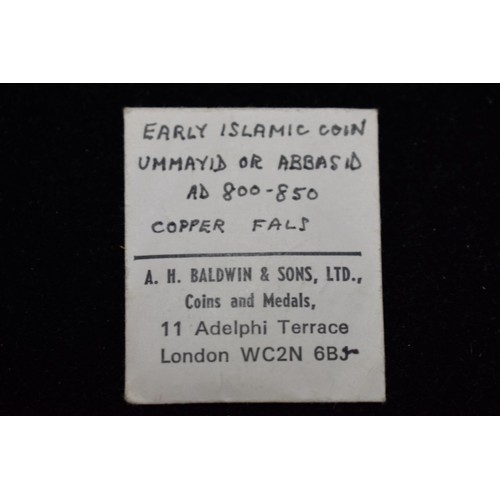 EARLY ISLAMIC COIN
UMMAYID OR ABBASID
AD 800-850
COPPER FALS
A. H. BALDWIN & SONS, LTD.,
Coins and Medals,
11 Adelphi Terrace
London WC2N 6BJ